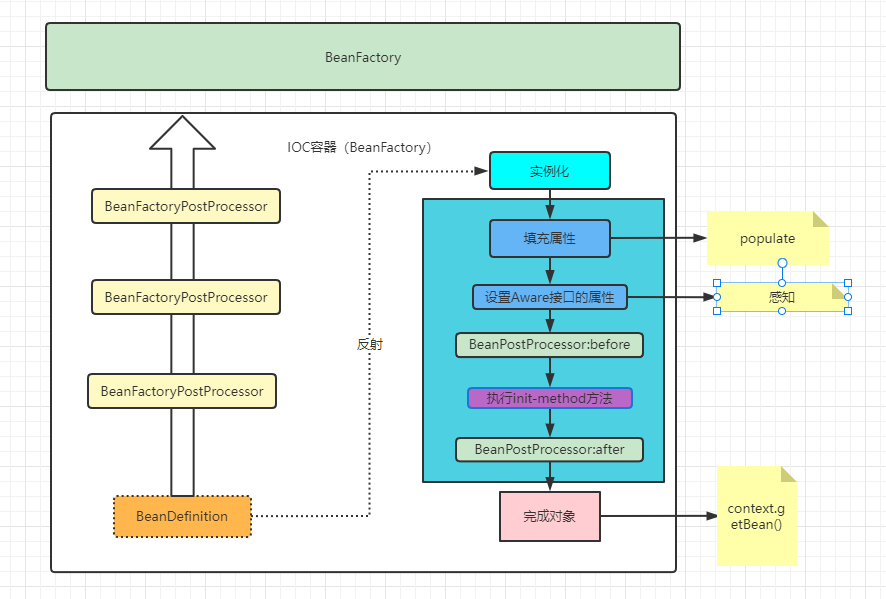 BeanFactory
IOC容器（BeanFactory）
BeanFactoryPostProcessor
BeanFactoryPostProcessor
BeanFactoryPostProcessor
BeanDefinition
反射
实例化
填充属性
populate
设置Aware接口的属性
感知
BeanPostProcessor:before
执行init-method方法
BeanPostProcessor:after
完成对象
context.g
etBean()